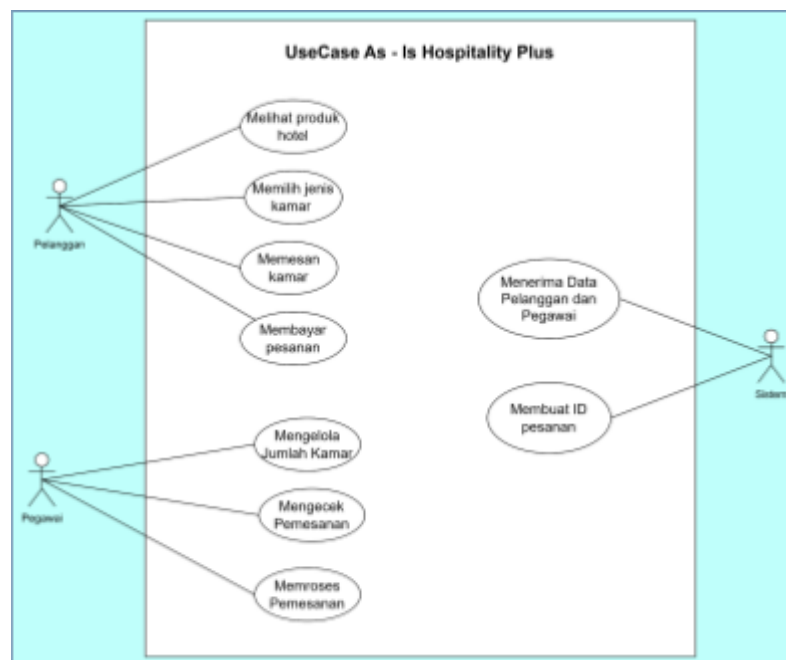 UseCase As - Is Hospitality Plus
Melihat produk
hotel
Memilih jenis
kamar
Pelanggan
Memesan
kamar
Membayar
pesanan
Menerima Data
Pelanggan dan
Pegawai
Sistem
Membuat ID
pesanan
Mengelola
Jumlah Kamar
Pegawai
Mengecek
Pemesanan
Memroses
Pemesanan